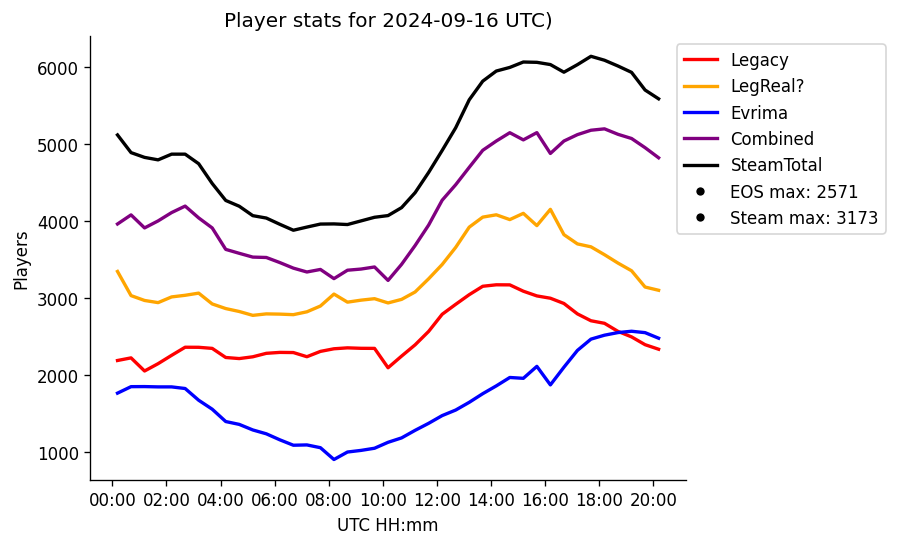 Player stats for 2024-09-16 UTC)
Players
6000
5000
4000
3000
2000
1000
00:00 02:00 04:00 06:00 08:00 10:00 12:00 14:00 16:00 18:00 20:00
UTC HH:mm
Legacy
LegReal?
Evrima
Combined
SteamTotal
EOS max: 2571
Steam max: 3173